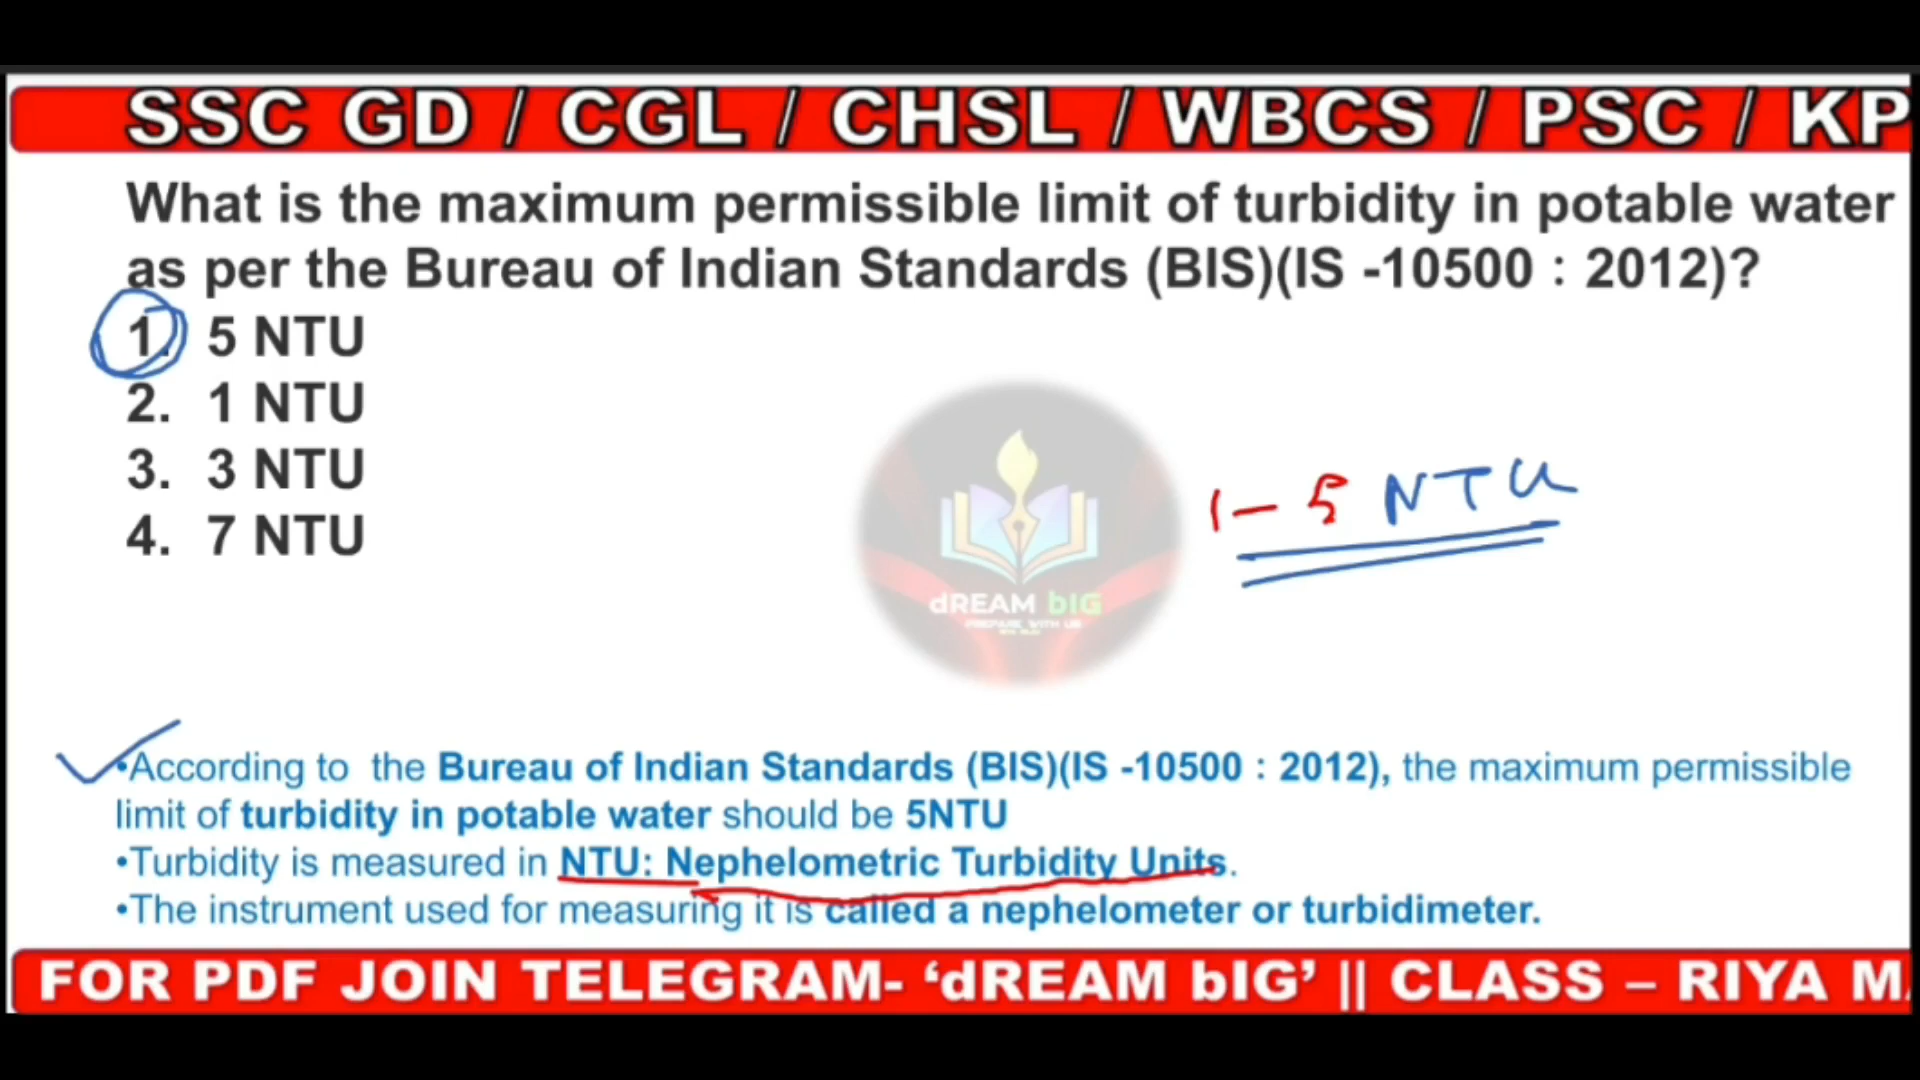 SSC GD / CGL / CHSL / WBCS / PSC / KP
What is the maximum permissible limit of turbidity in potable water
as per the Bureau of Indian Standards (BIS)(IS -10500 : 2012)?
1. 5 NTU
2. 1 NTU
3. 3 NTU
4. 7 NTU
1 - 5 NTU
dREAM bIG
PREPARE WITH US
•According to the Bureau of Indian Standards (BIS)(IS -10500 : 2012), the maximum permissible
limit of turbidity in potable water should be 5NTU
•Turbidity is measured in NTU: Nephelometric Turbidity Units.
•The instrument used for measuring it is called a nephelometer or turbidimeter.
FOR PDF JOIN TELEGRAM- ‘dREAM bIG’ || CLASS – RIYA MA